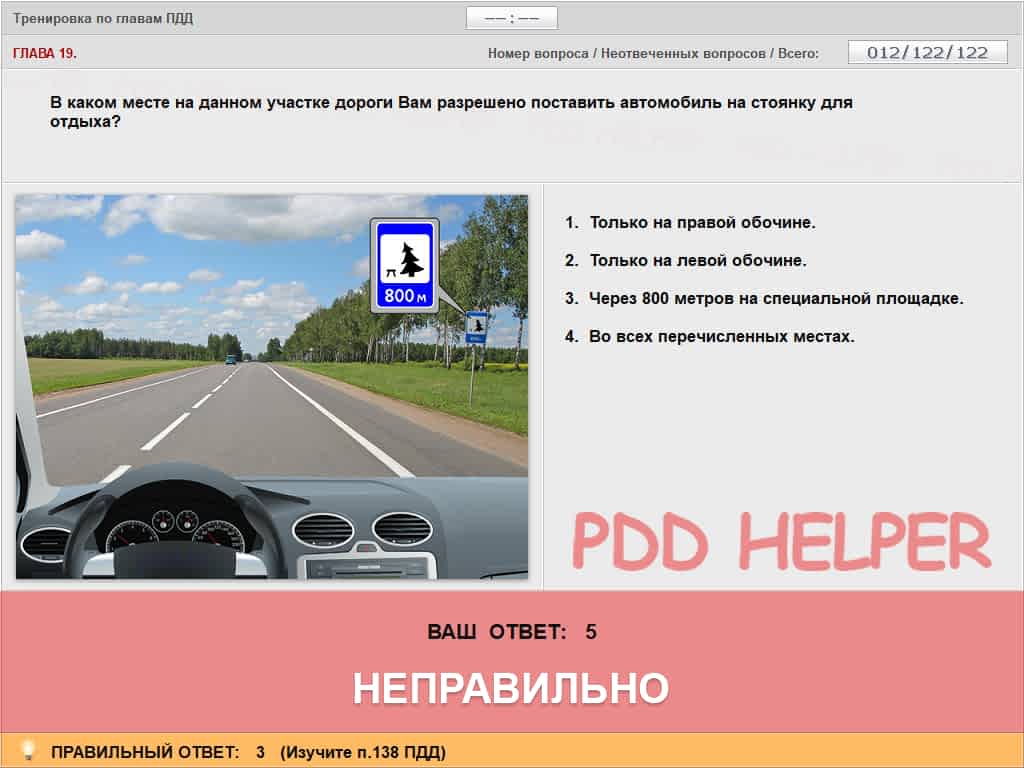 Тренировка по главам ПДД
–– : ––
ГЛАВА 19.
Номер вопроса / Неотвеченных вопросов / Всего:
012/122/122
В каком месте на данном участке дороги Вам разрешено поставить автомобиль на стоянку для
отдыха?
800 м
1. Только на правой обочине.
2. Только на левой обочине.
3. Через 800 метров на специальной площадке.
4. Во всех перечисленных местах.
PDD HELPER
ВАШ ОТВЕТ: 5
НЕПРАВИЛЬНО
ПРАВИЛЬНЫЙ ОТВЕТ: 3 (Изучите п.138 ПДД)